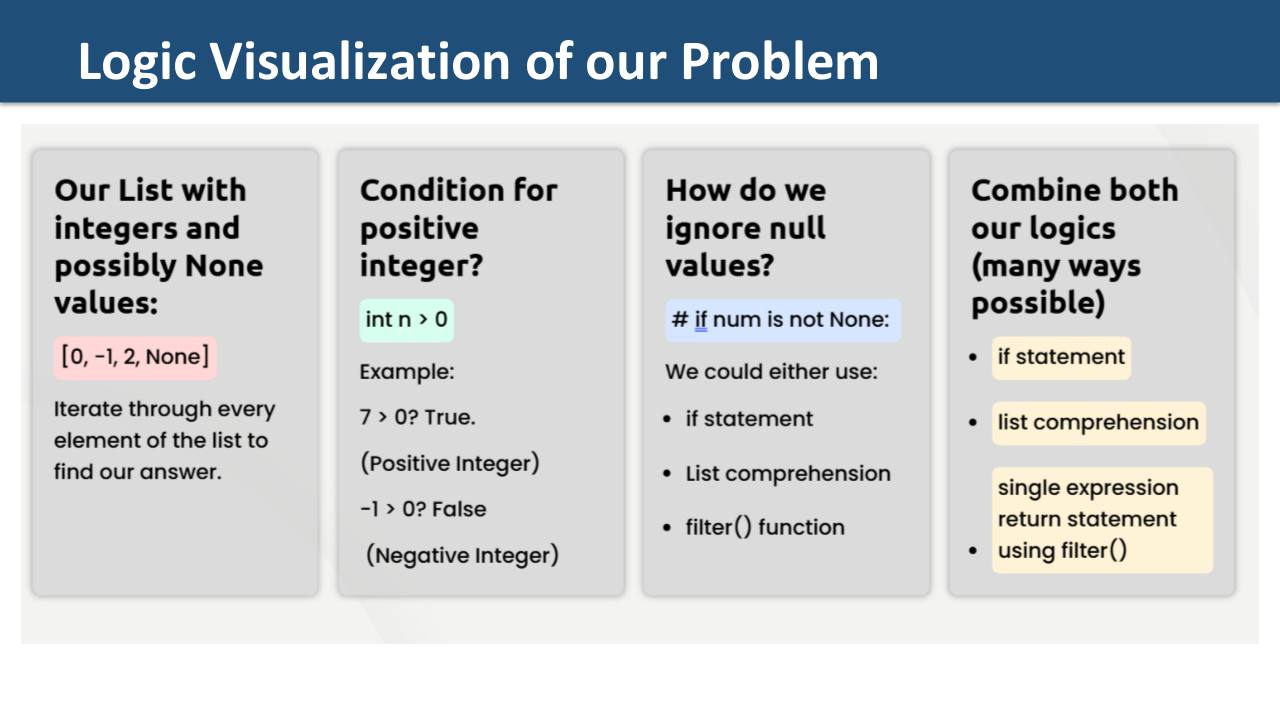 Logic Visualization of our Problem
Our List with
integers and
possibly None
values:
[0, -1, 2, None]
Iterate through every
element of the list to
find our answer.
Condition for
positive
integer?
int n > 0
Example:
7 > 0? True.
(Positive Integer)
-1 > 0? False
(Negative Integer)
How do we
ignore null
values?
# if num is not None:
We could either use:
• if statement
• List comprehension
• filter() function
Combine both
our logics
(many ways
possible)
• if statement
• list comprehension
single expression
return statement
• using filter()